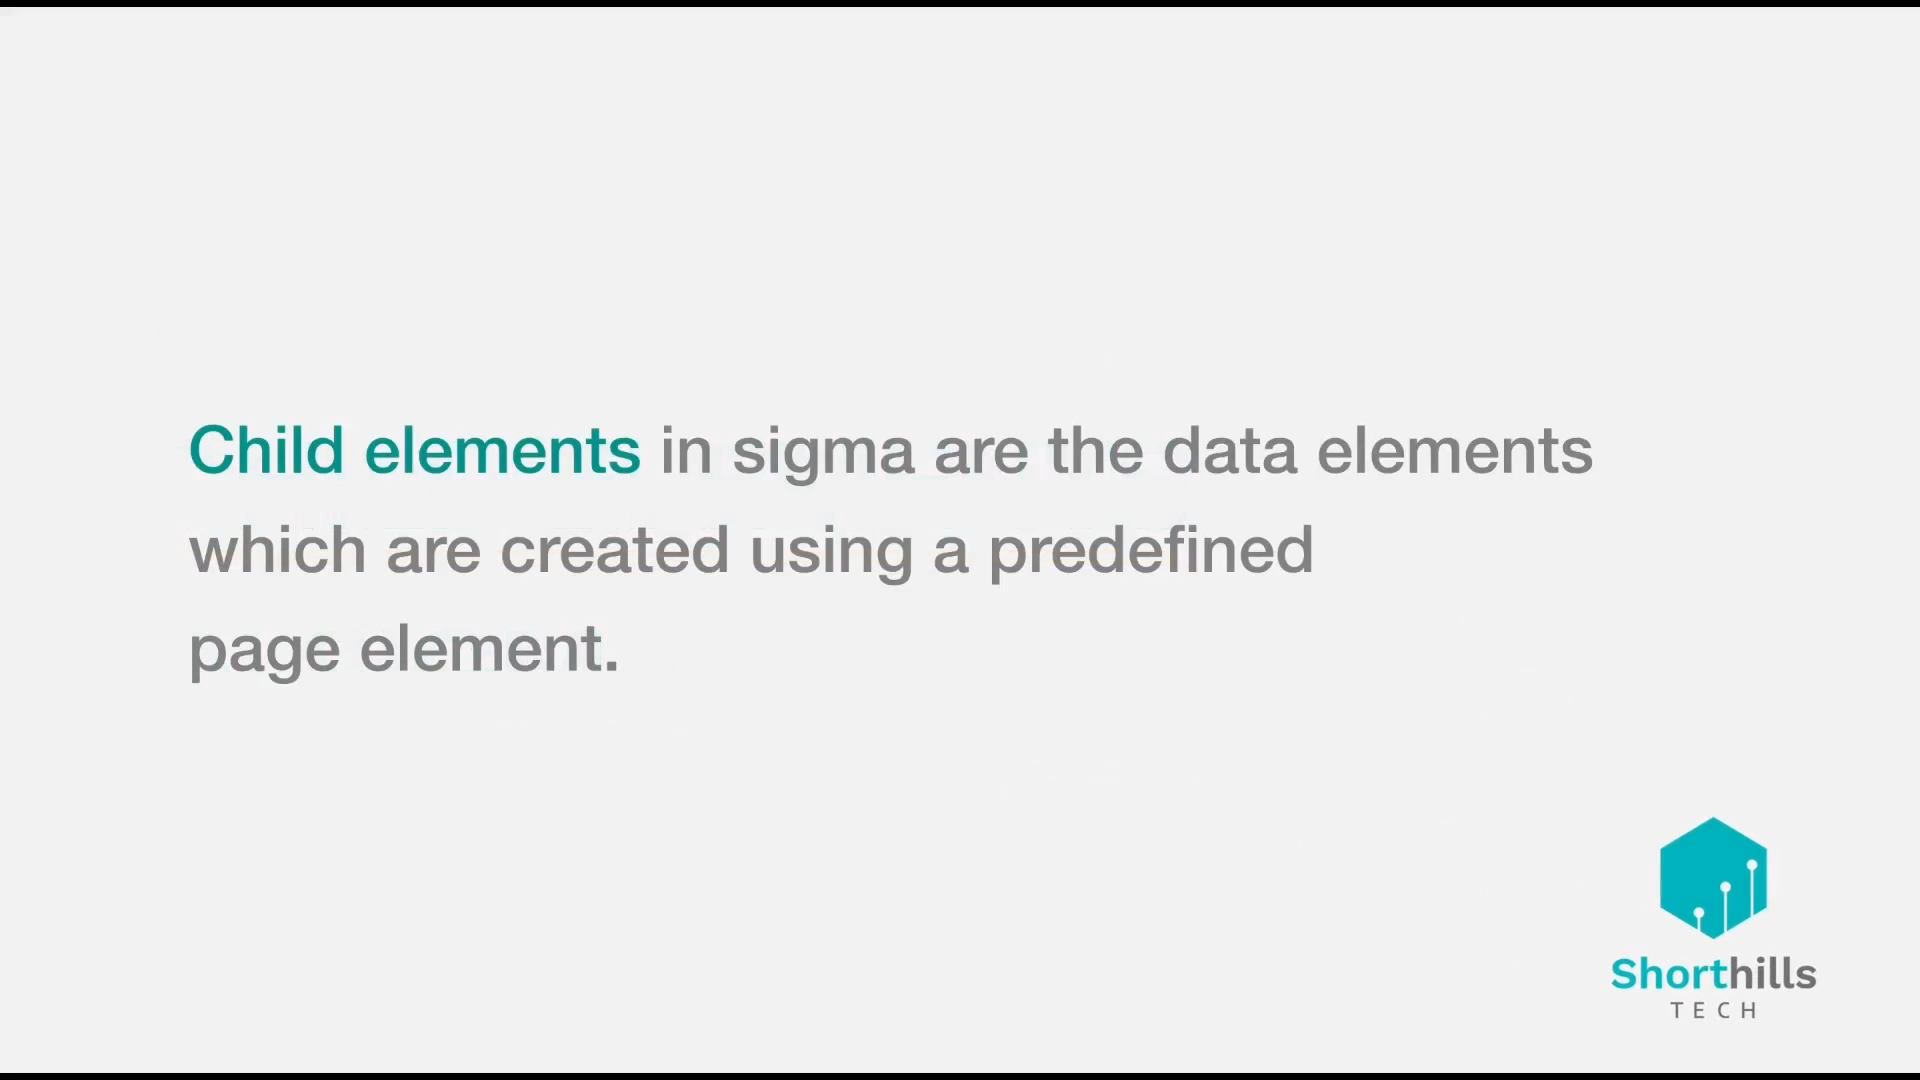 Child elements in sigma are the data elements
which are created using a predefined
page element.
Shorthills
TECH